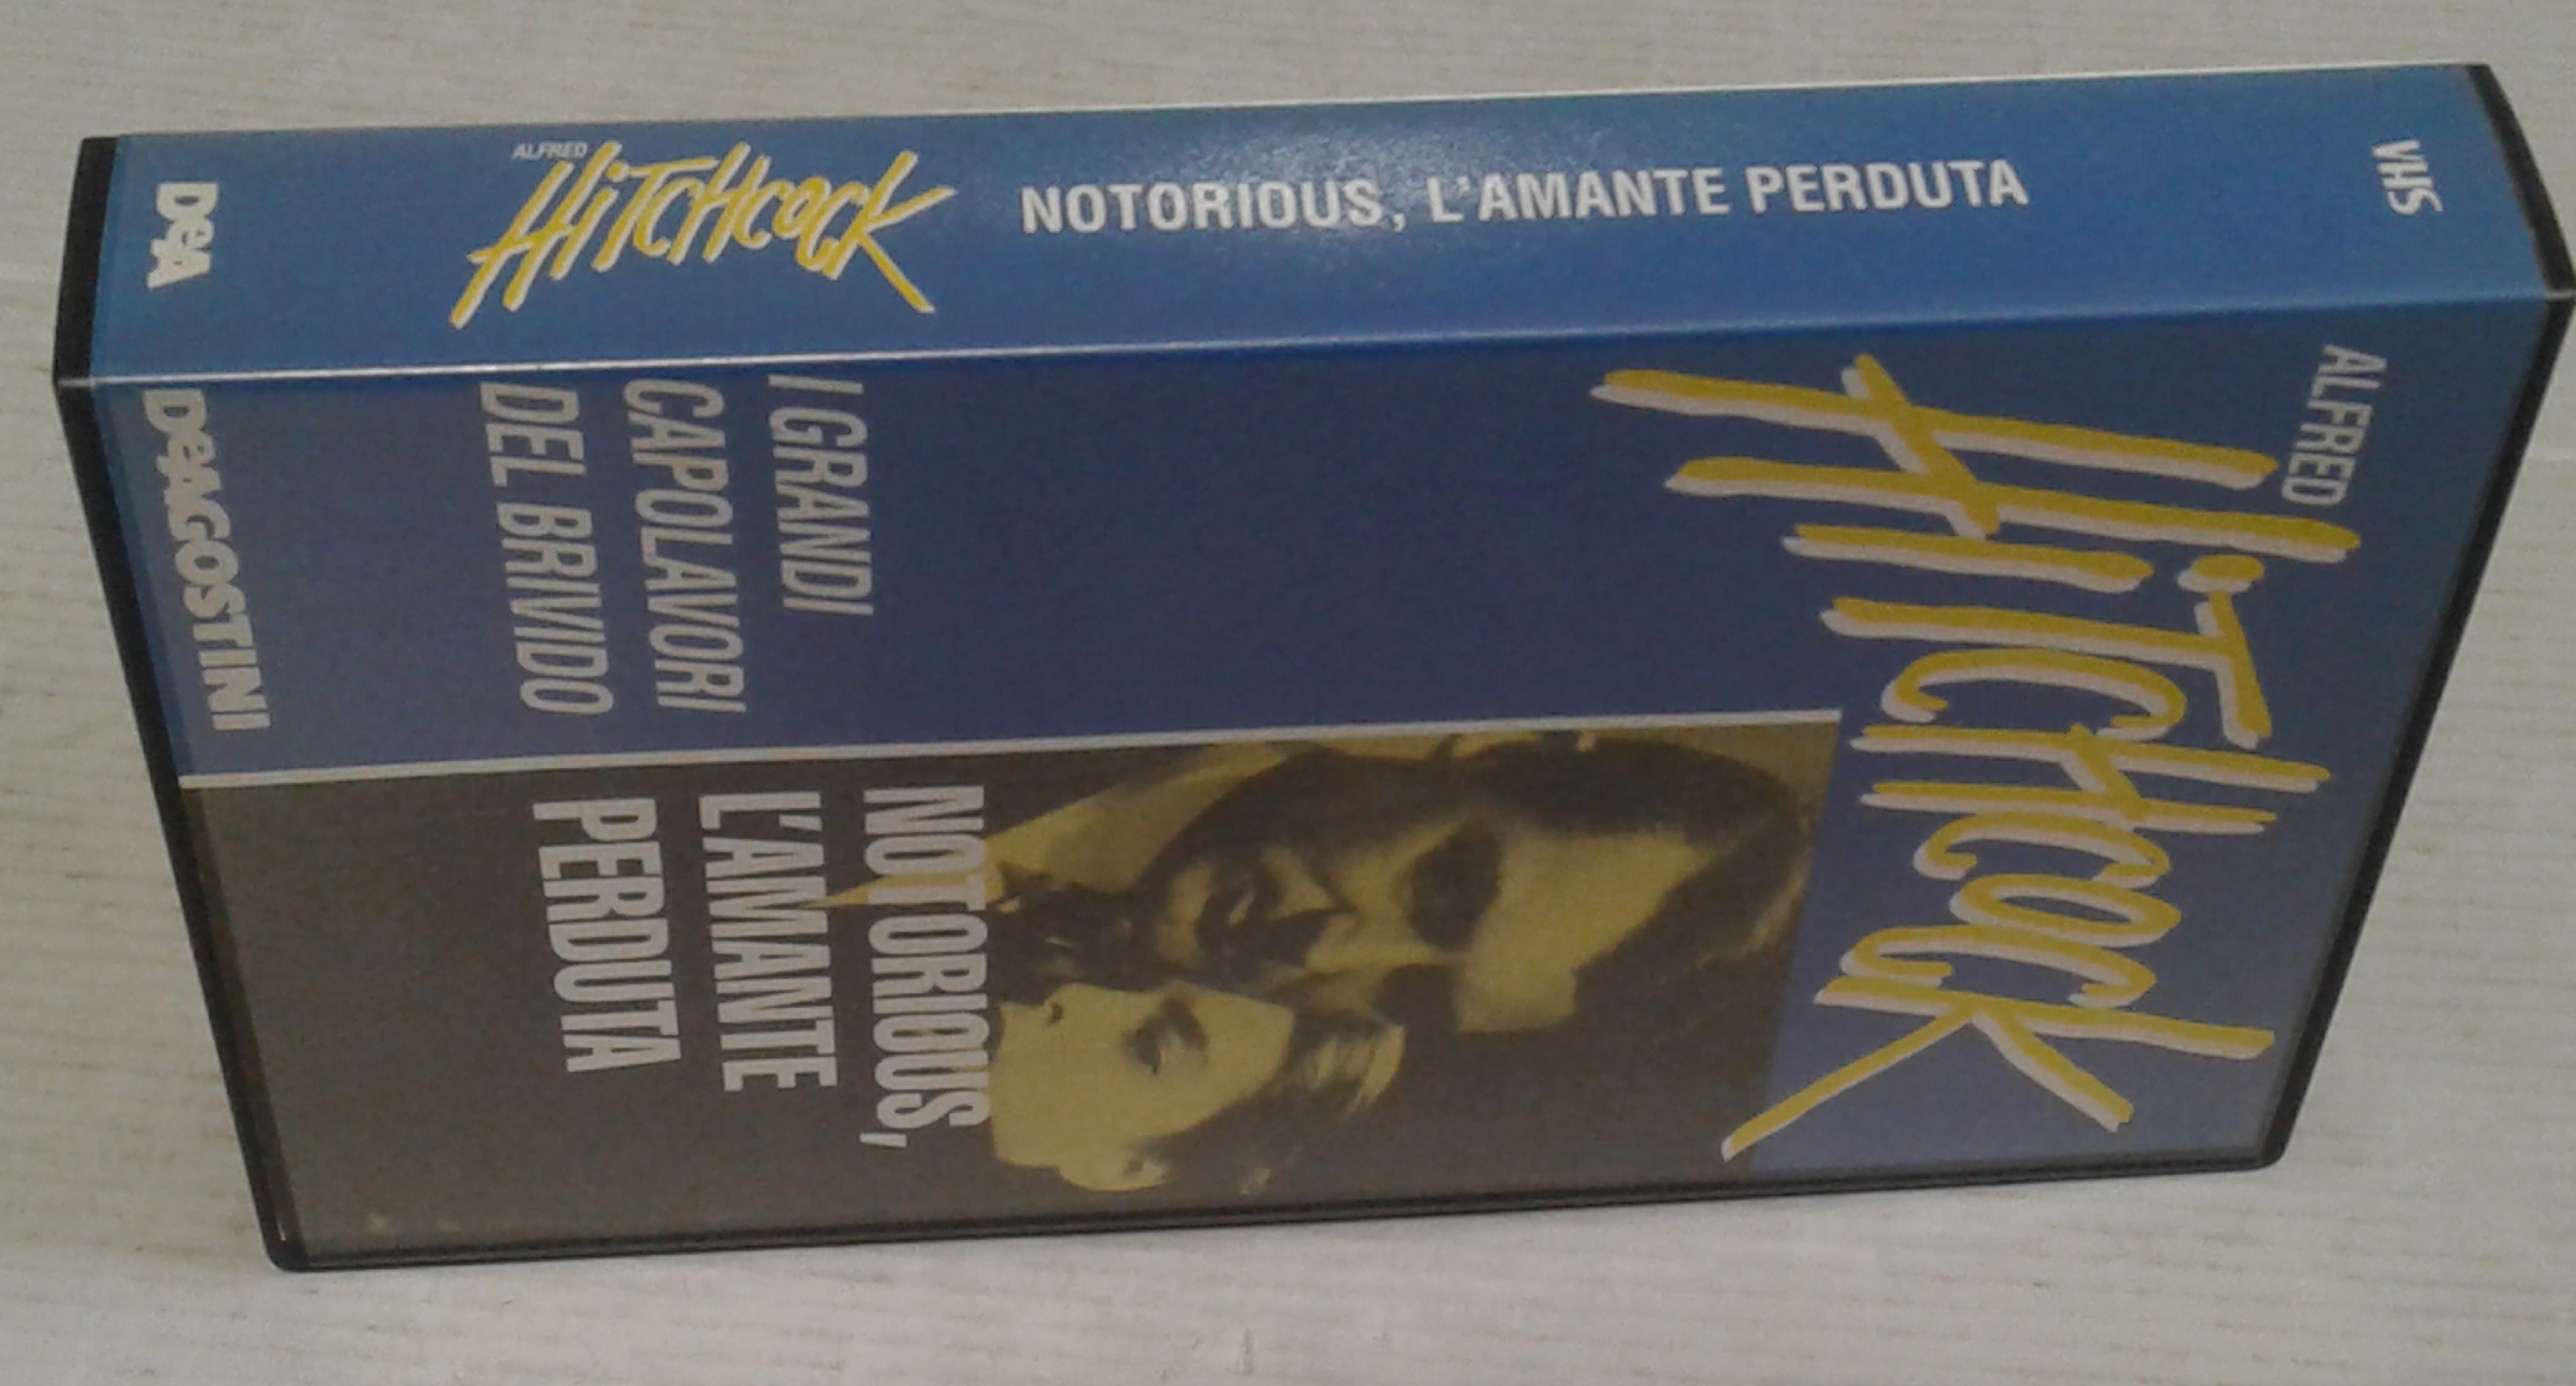 DeA
ALFRED
HiTCHCOCK
NOTORIOUS, L'AMANTE PERDUTA
VHS
ALFRED
HiTCHCOCK
I GRANDI
CAPOLAVORI
DEL BRIVIDO
NOTORIOUS,
L'AMANTE
PERDUTA
DeAGOSTINI